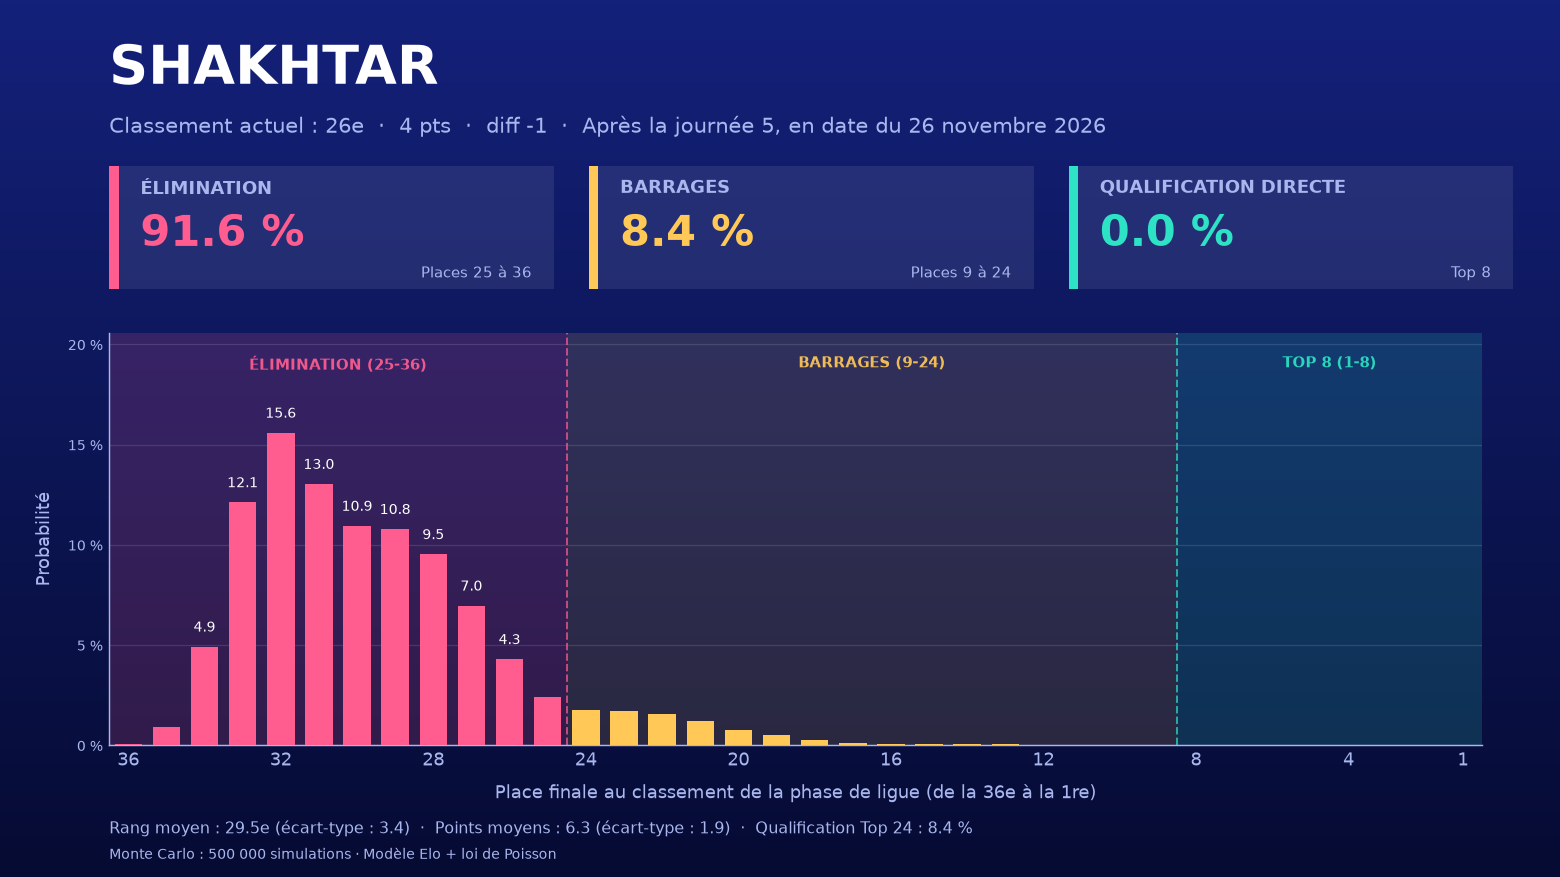 SHAKHTAR
Classement actuel : 26e · 4 pts · diff -1 · Après la journée 5, en date du 26 novembre 2026
ÉLIMINATION
91.6 %
Places 25 à 36
BARRAGES
8.4 %
Places 9 à 24
QUALIFICATION DIRECTE
0.0 %
Top 8
ÉLIMINATION (25-36)
BARRAGES (9-24)
TOP 8 (1-8)
Probabilité
20 %
15 %
10 %
5 %
0 %
4.9
12.1
15.6
13.0
10.9
10.8
9.5
7.0
4.3
36 32 28 24 20 16 12 8 4 1
Place finale au classement de la phase de ligue (de la 36e à la 1re)
Rang moyen : 29.5e (écart-type : 3.4) · Points moyens : 6.3 (écart-type : 1.9) · Qualification Top 24 : 8.4 %
Monte Carlo : 500 000 simulations · Modèle Elo + loi de Poisson